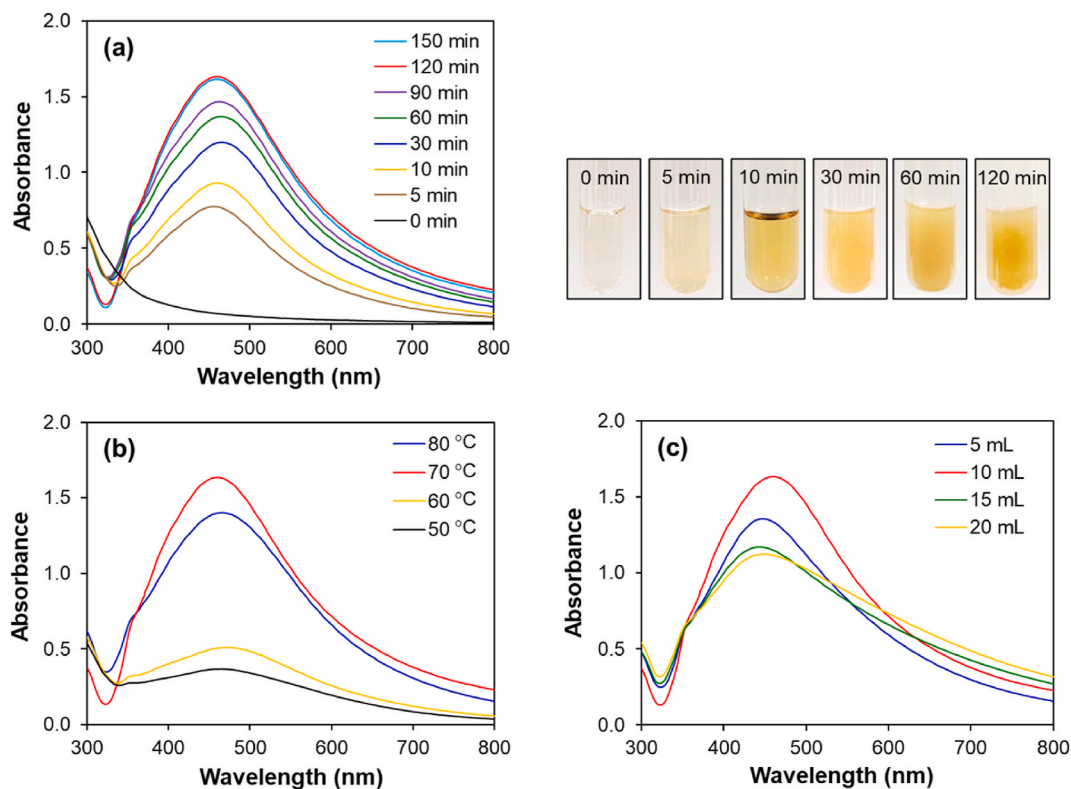 (a)
2.0
1.5
1.0
0.5
0.0
Absorbance
300 400 500 600 700 800
Wavelength (nm)
150 min
120 min
90 min
60 min
30 min
10 min
5 min
0 min
0 min 5 min 10 min 30 min 60 min 120 min
(b)
2.0
1.5
1.0
0.5
0.0
Absorbance
300 400 500 600 700 800
Wavelength (nm)
80 °C
70 °C
60 °C
50 °C
(c)
2.0
1.5
1.0
0.5
0.0
Absorbance
300 400 500 600 700 800
Wavelength (nm)
5 mL
10 mL
15 mL
20 mL